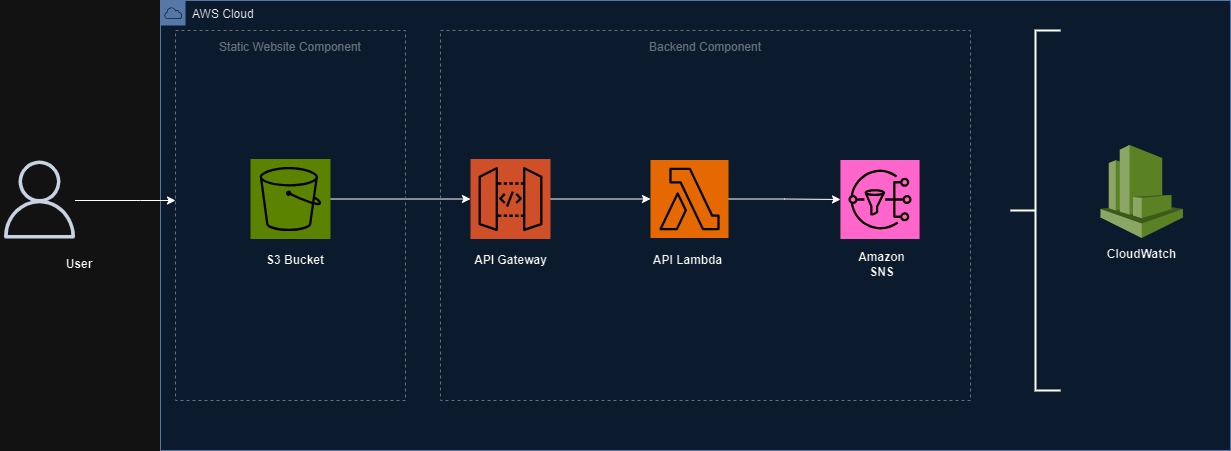 AWS Cloud
Static Website Component
Backend Component
User
S3 Bucket
API Gateway
API Lambda
Amazon
SNS
CloudWatch